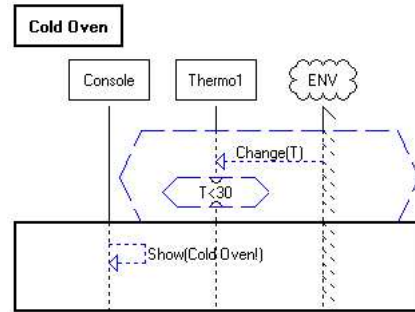 Cold Oven
Console Thermo1 ENV
Change(T)
T<30
Show(Cold Oven!)